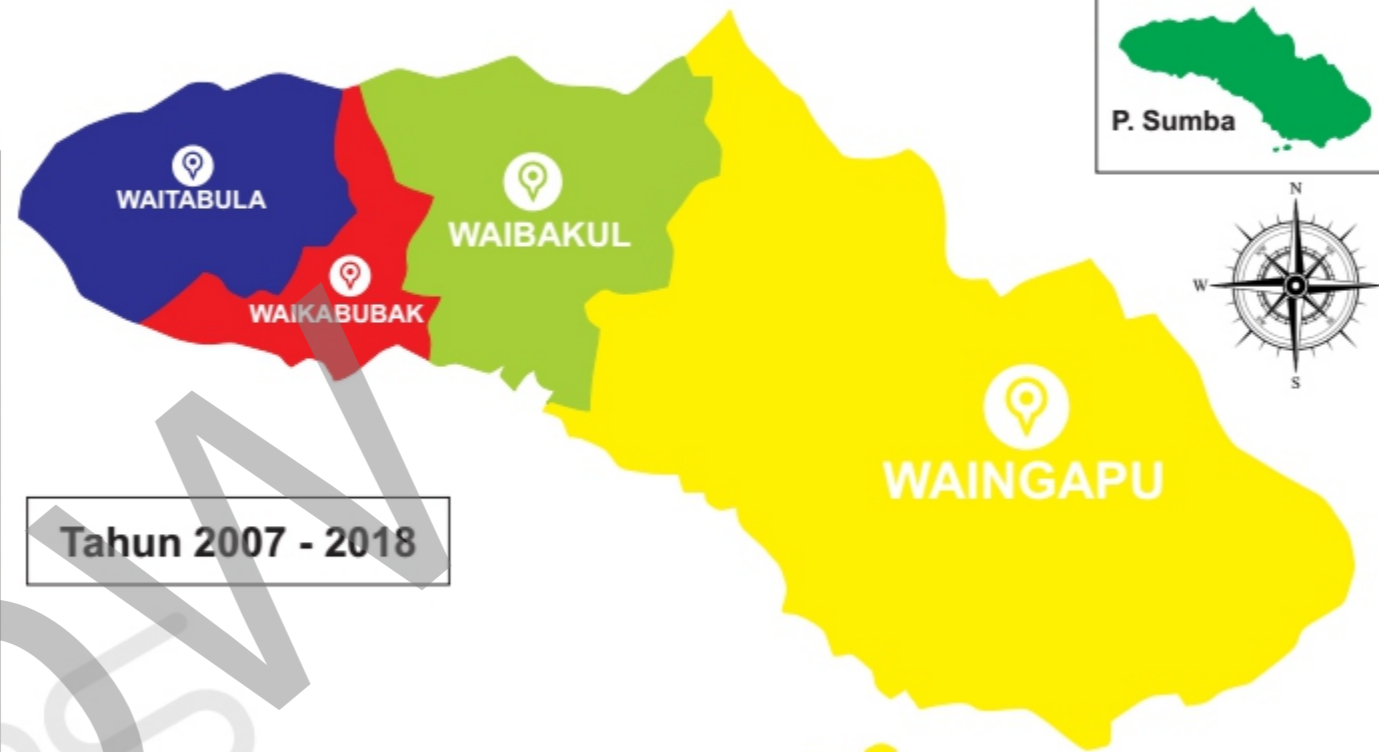 P. Sumba
N
W
S
WAITABULA
WAIBAKUL
WAIKABUBAK
WAINGAPU
Tahun 2007 - 2018